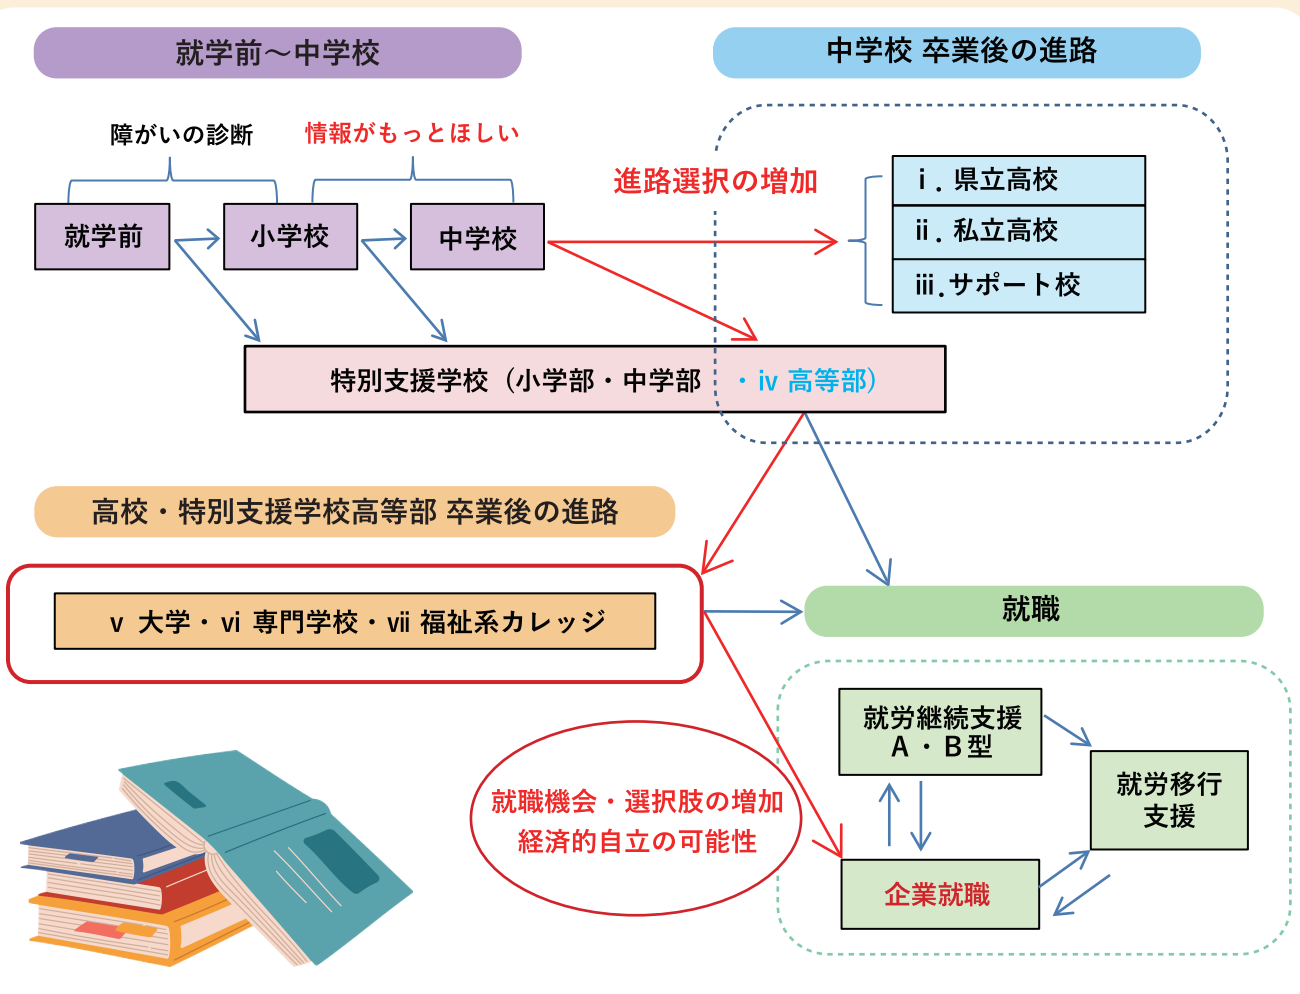 就学前～中学校
中学校 卒業後の進路
障がいの診断
情報がもっとほしい
進路選択の増加
就学前
小学校
中学校
ⅰ．県立高校
ⅱ．私立高校
ⅲ．サポート校
特別支援学校（小学部・中学部 ・ⅳ 高等部）
高校・特別支援学校高等部 卒業後の進路
ⅴ 大学・ⅵ 専門学校・ⅶ 福祉系カレッジ
就職
就労継続支援
A・B型
就労移行
支援
就職機会・選択肢の増加
経済的自立の可能性
企業就職